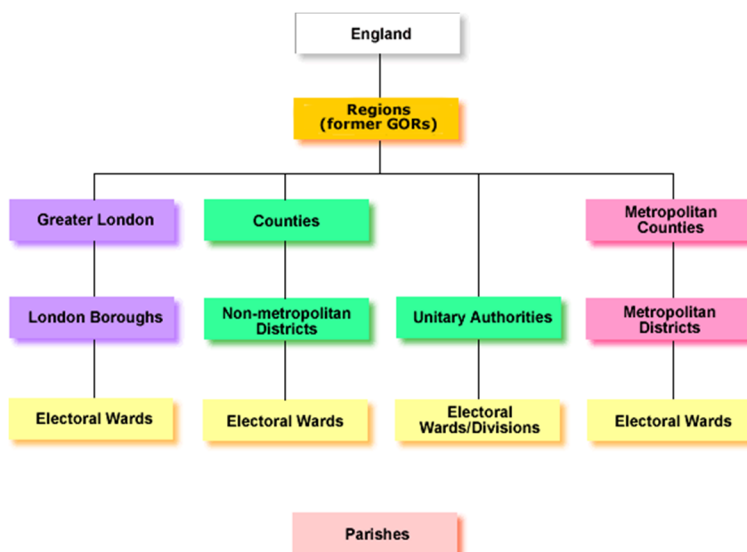 England
Regions
(former GORs)
Greater London
Counties
Metropolitan
Counties
London Boroughs
Non-metropolitan
Districts
Unitary Authorities
Metropolitan
Districts
Electoral Wards
Electoral Wards
Electoral
Wards/Divisions
Electoral Wards
Parishes